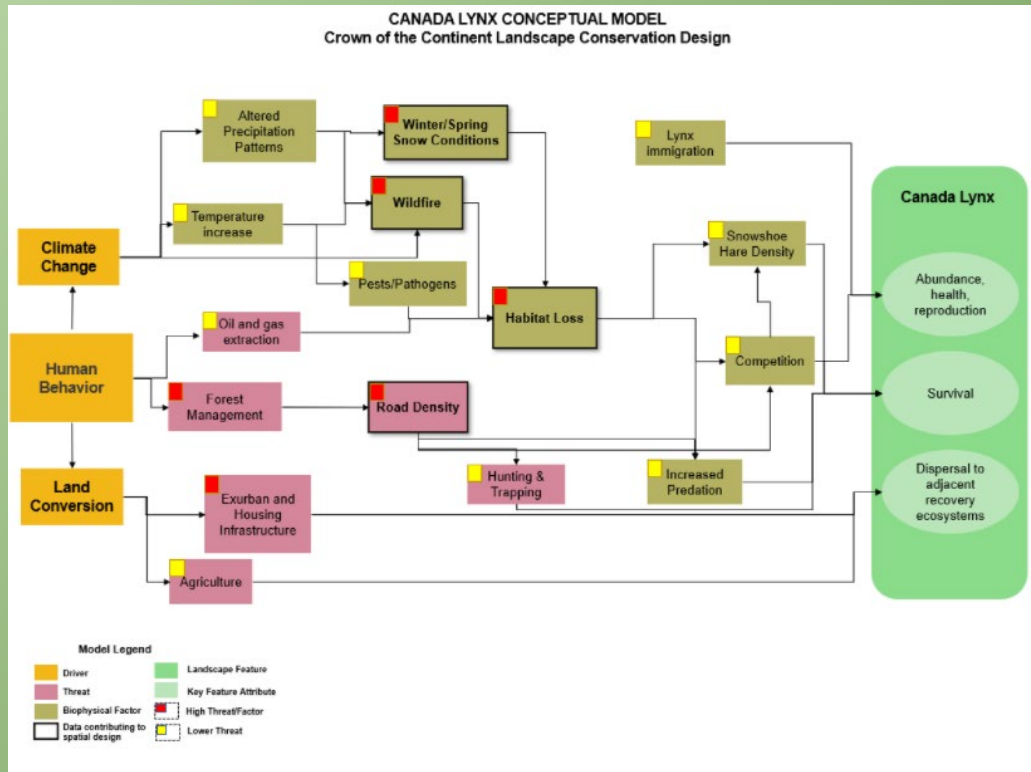 CANADA LYNX CONCEPTUAL MODEL
Crown of the Continent Landscape Conservation Design
Altered
Precipitation
Patterns
Winter/Spring
Snow Conditions
Lynx
immigration
Canada Lynx
Wildfire
Temperature
increase
Snowshoe
Hare Density
Climate
Change
Pests/Pathogens
Abundance,
health,
reproduction
Oil and gas
extraction
Habitat Loss
Human
Behavior
Competition
Forest
Management
Road Density
Survival
Land
Conversion
Exurban and
Housing
Infrastructure
Hunting &
Trapping
Increased
Predation
Dispersal to
adjacent
recovery
ecosystems
Agriculture
Model Legend
Driver
Landscape Feature
Threat
Key Feature Attribute
Biophysical Factor
High Threat/Factor
Data contributing to
spatial design
Lower Threat